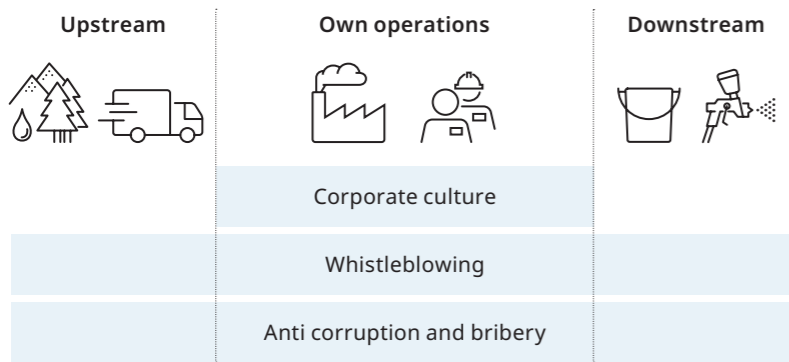 Upstream
Own operations
Downstream
Corporate culture
Whistleblowing
Anti corruption and bribery